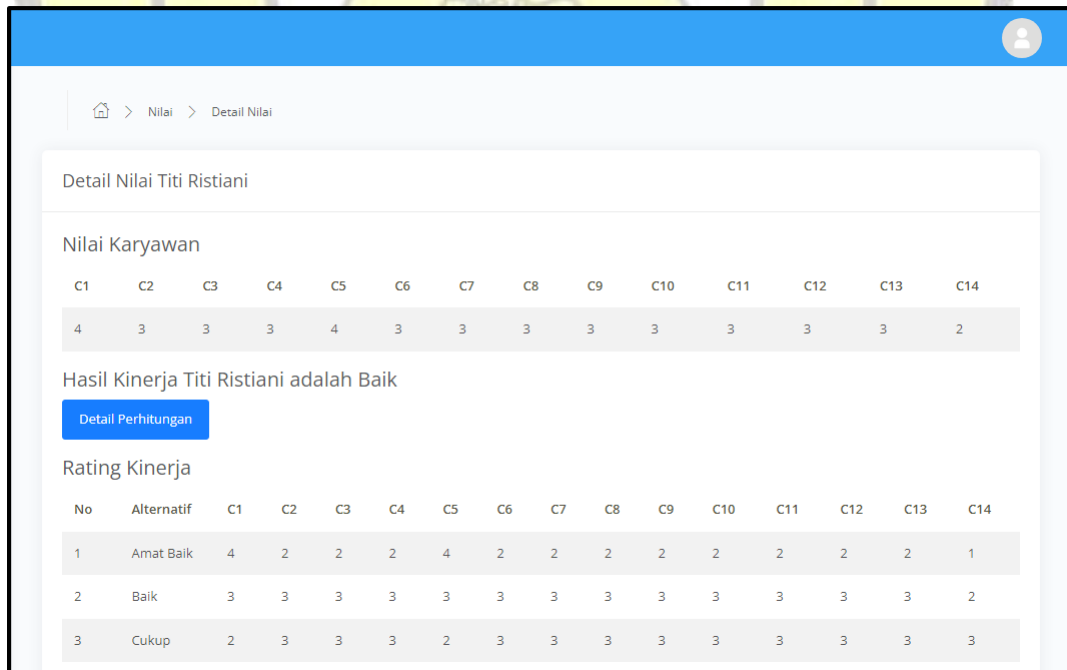 Nilai > Detail Nilai
Detail Nilai Titi Ristiani
Nilai Karyawan
C1 C2 C3 C4 C5 C6 C7 C8 C9 C10 C11 C12 C13 C14
4 3 3 3 4 3 3 3 3 3 3 3 3 2
Hasil Kinerja Titi Ristiani adalah Baik
Detail Perhitungan
Rating Kinerja
No Alternatif C1 C2 C3 C4 C5 C6 C7 C8 C9 C10 C11 C12 C13 C14
1 Amat Baik 4 2 2 2 4 2 2 2 2 2 2 2 2 1
2 Baik 3 3 3 3 3 3 3 3 3 3 3 3 3 2
3 Cukup 2 3 3 3 2 3 3 3 3 3 3 3 3 3